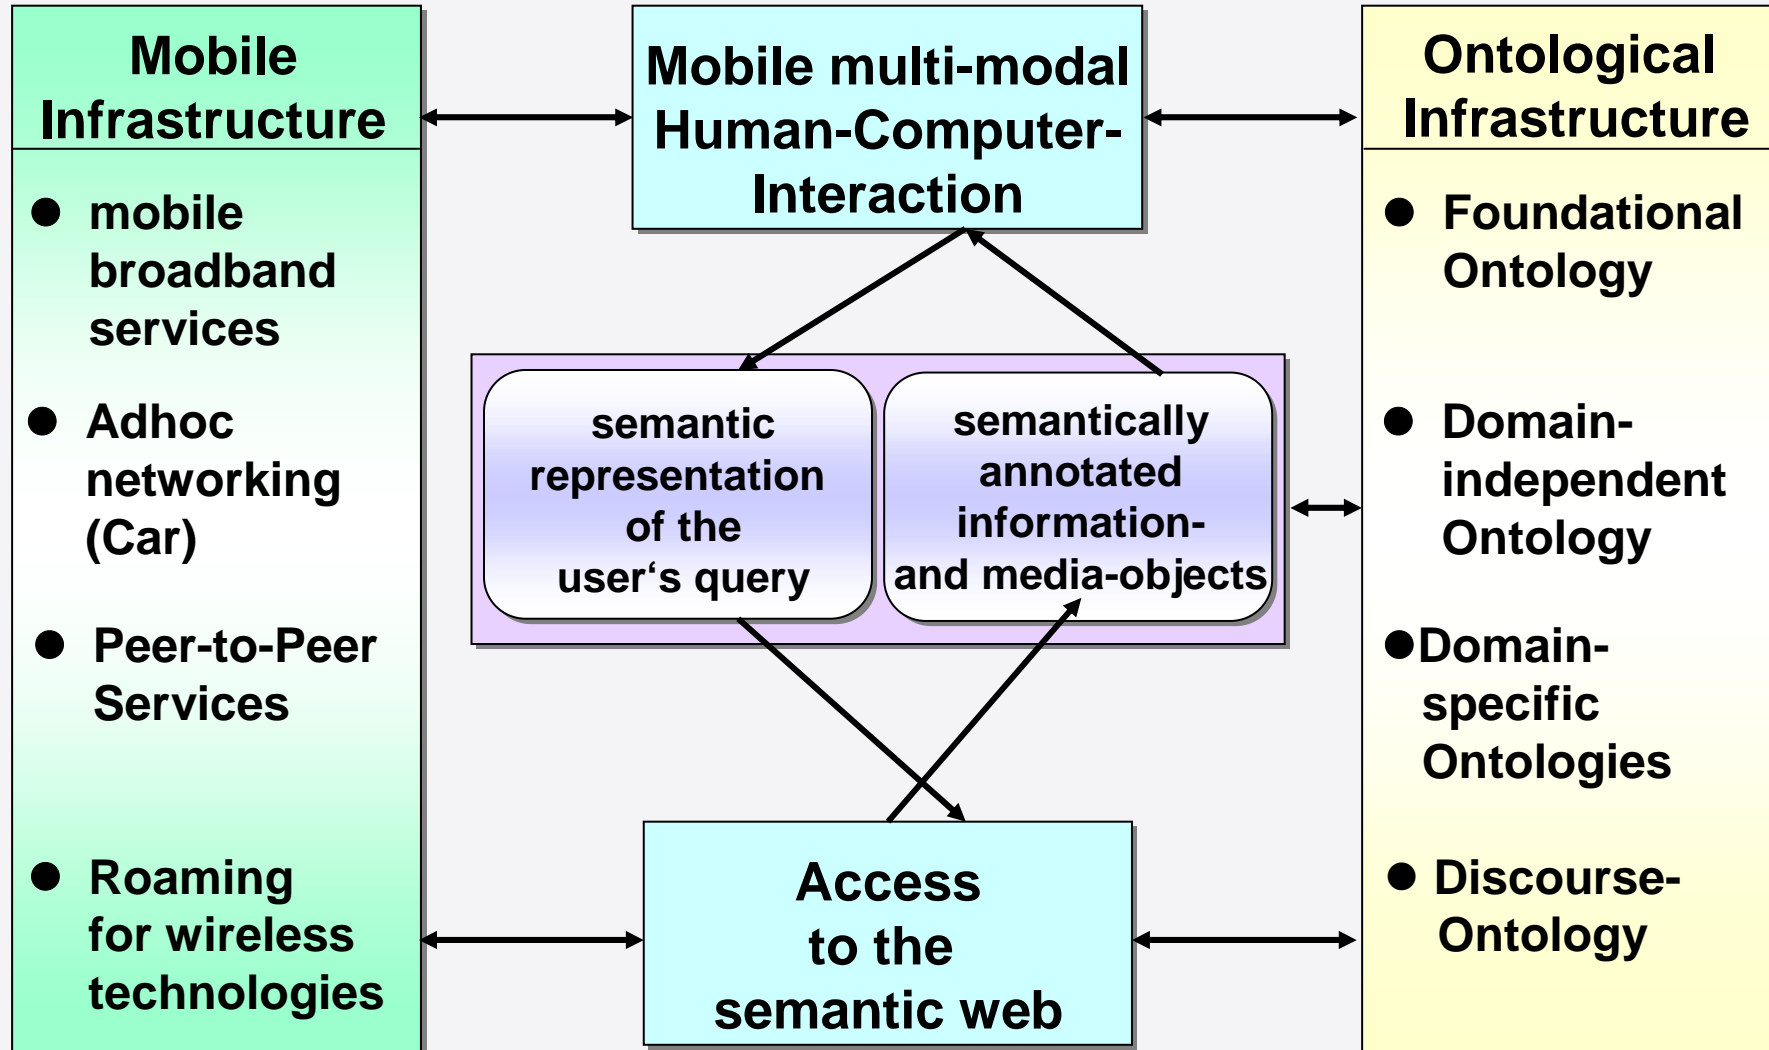 Mobile
Infrastructure
● mobile
broadband
services
● Adhoc
networking
(Car)
● Peer-to-Peer
Services
● Roaming
for wireless
technologies
Mobile multi-modal
Human-Computer-
Interaction
semantic
representation
of the
user‘s query
semantically
annotated
information-
and media-objects
Access
to the
semantic web
Ontological
Infrastructure
● Foundational
Ontology
● Domain-
independent
Ontology
●Domain-
specific
Ontologies
● Discourse-
Ontology